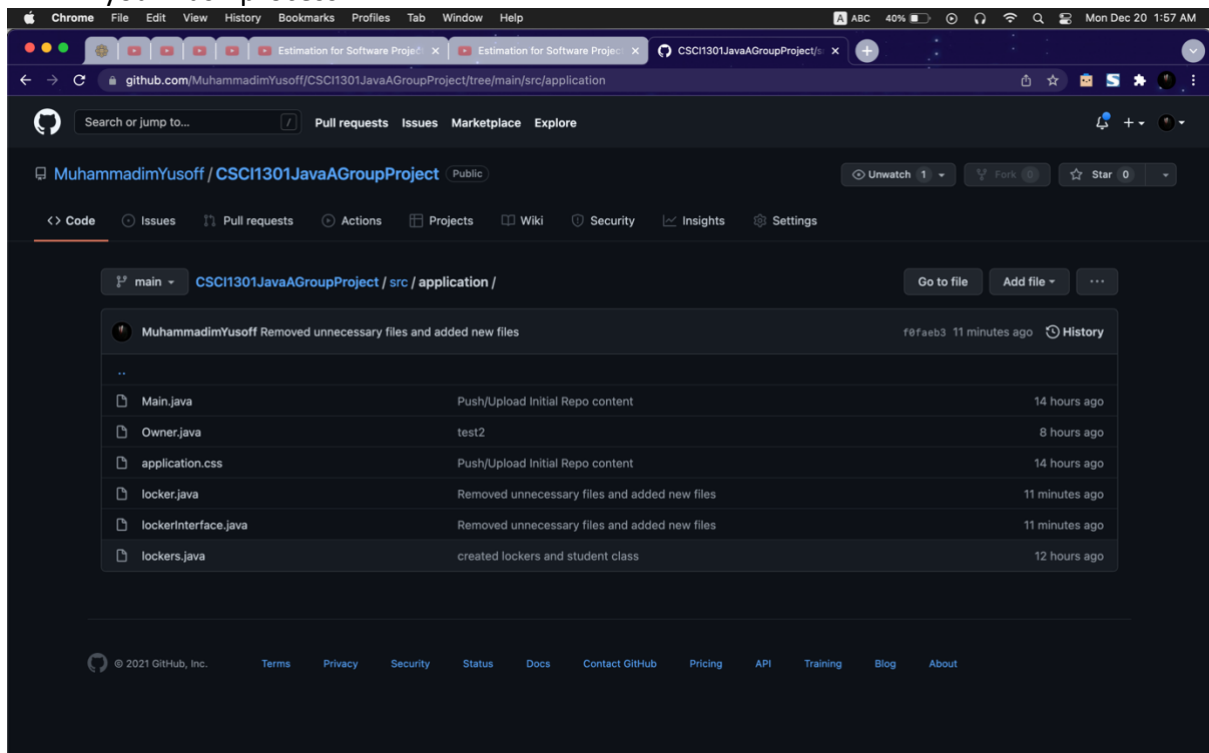 Chrome File Edit View History Bookmarks Profiles Tab Window Help A ABC 40% Mon Dec 20 1:57 AM
Estimation for Software Projec × Estimation for Software Projec × CSCI1301JavaAGroupProject/s ×
github.com/MuhammadimYusoff/CSCI1301JavaAGroupProject/tree/main/src/application
Search or jump to... / Pull requests Issues Marketplace Explore
MuhammadimYusoff / CSCI1301JavaAGroupProject Public Unwatch 1 Fork 0 Star 0
Code Issues Pull requests Actions Projects Wiki Security Insights Settings
main CSCI1301JavaAGroupProject / src / application / Go to file Add file ...
MuhammadimYusoff Removed unnecessary files and added new files f0faeb3 11 minutes ago History
..
Main.java Push/Upload Initial Repo content 14 hours ago
Owner.java test2 8 hours ago
application.css Push/Upload Initial Repo content 14 hours ago
locker.java Removed unnecessary files and added new files 11 minutes ago
lockerInterface.java Removed unnecessary files and added new files 11 minutes ago
lockers.java created lockers and student class 12 hours ago
© 2021 GitHub, Inc. Terms Privacy Security Status Docs Contact GitHub Pricing API Training Blog About